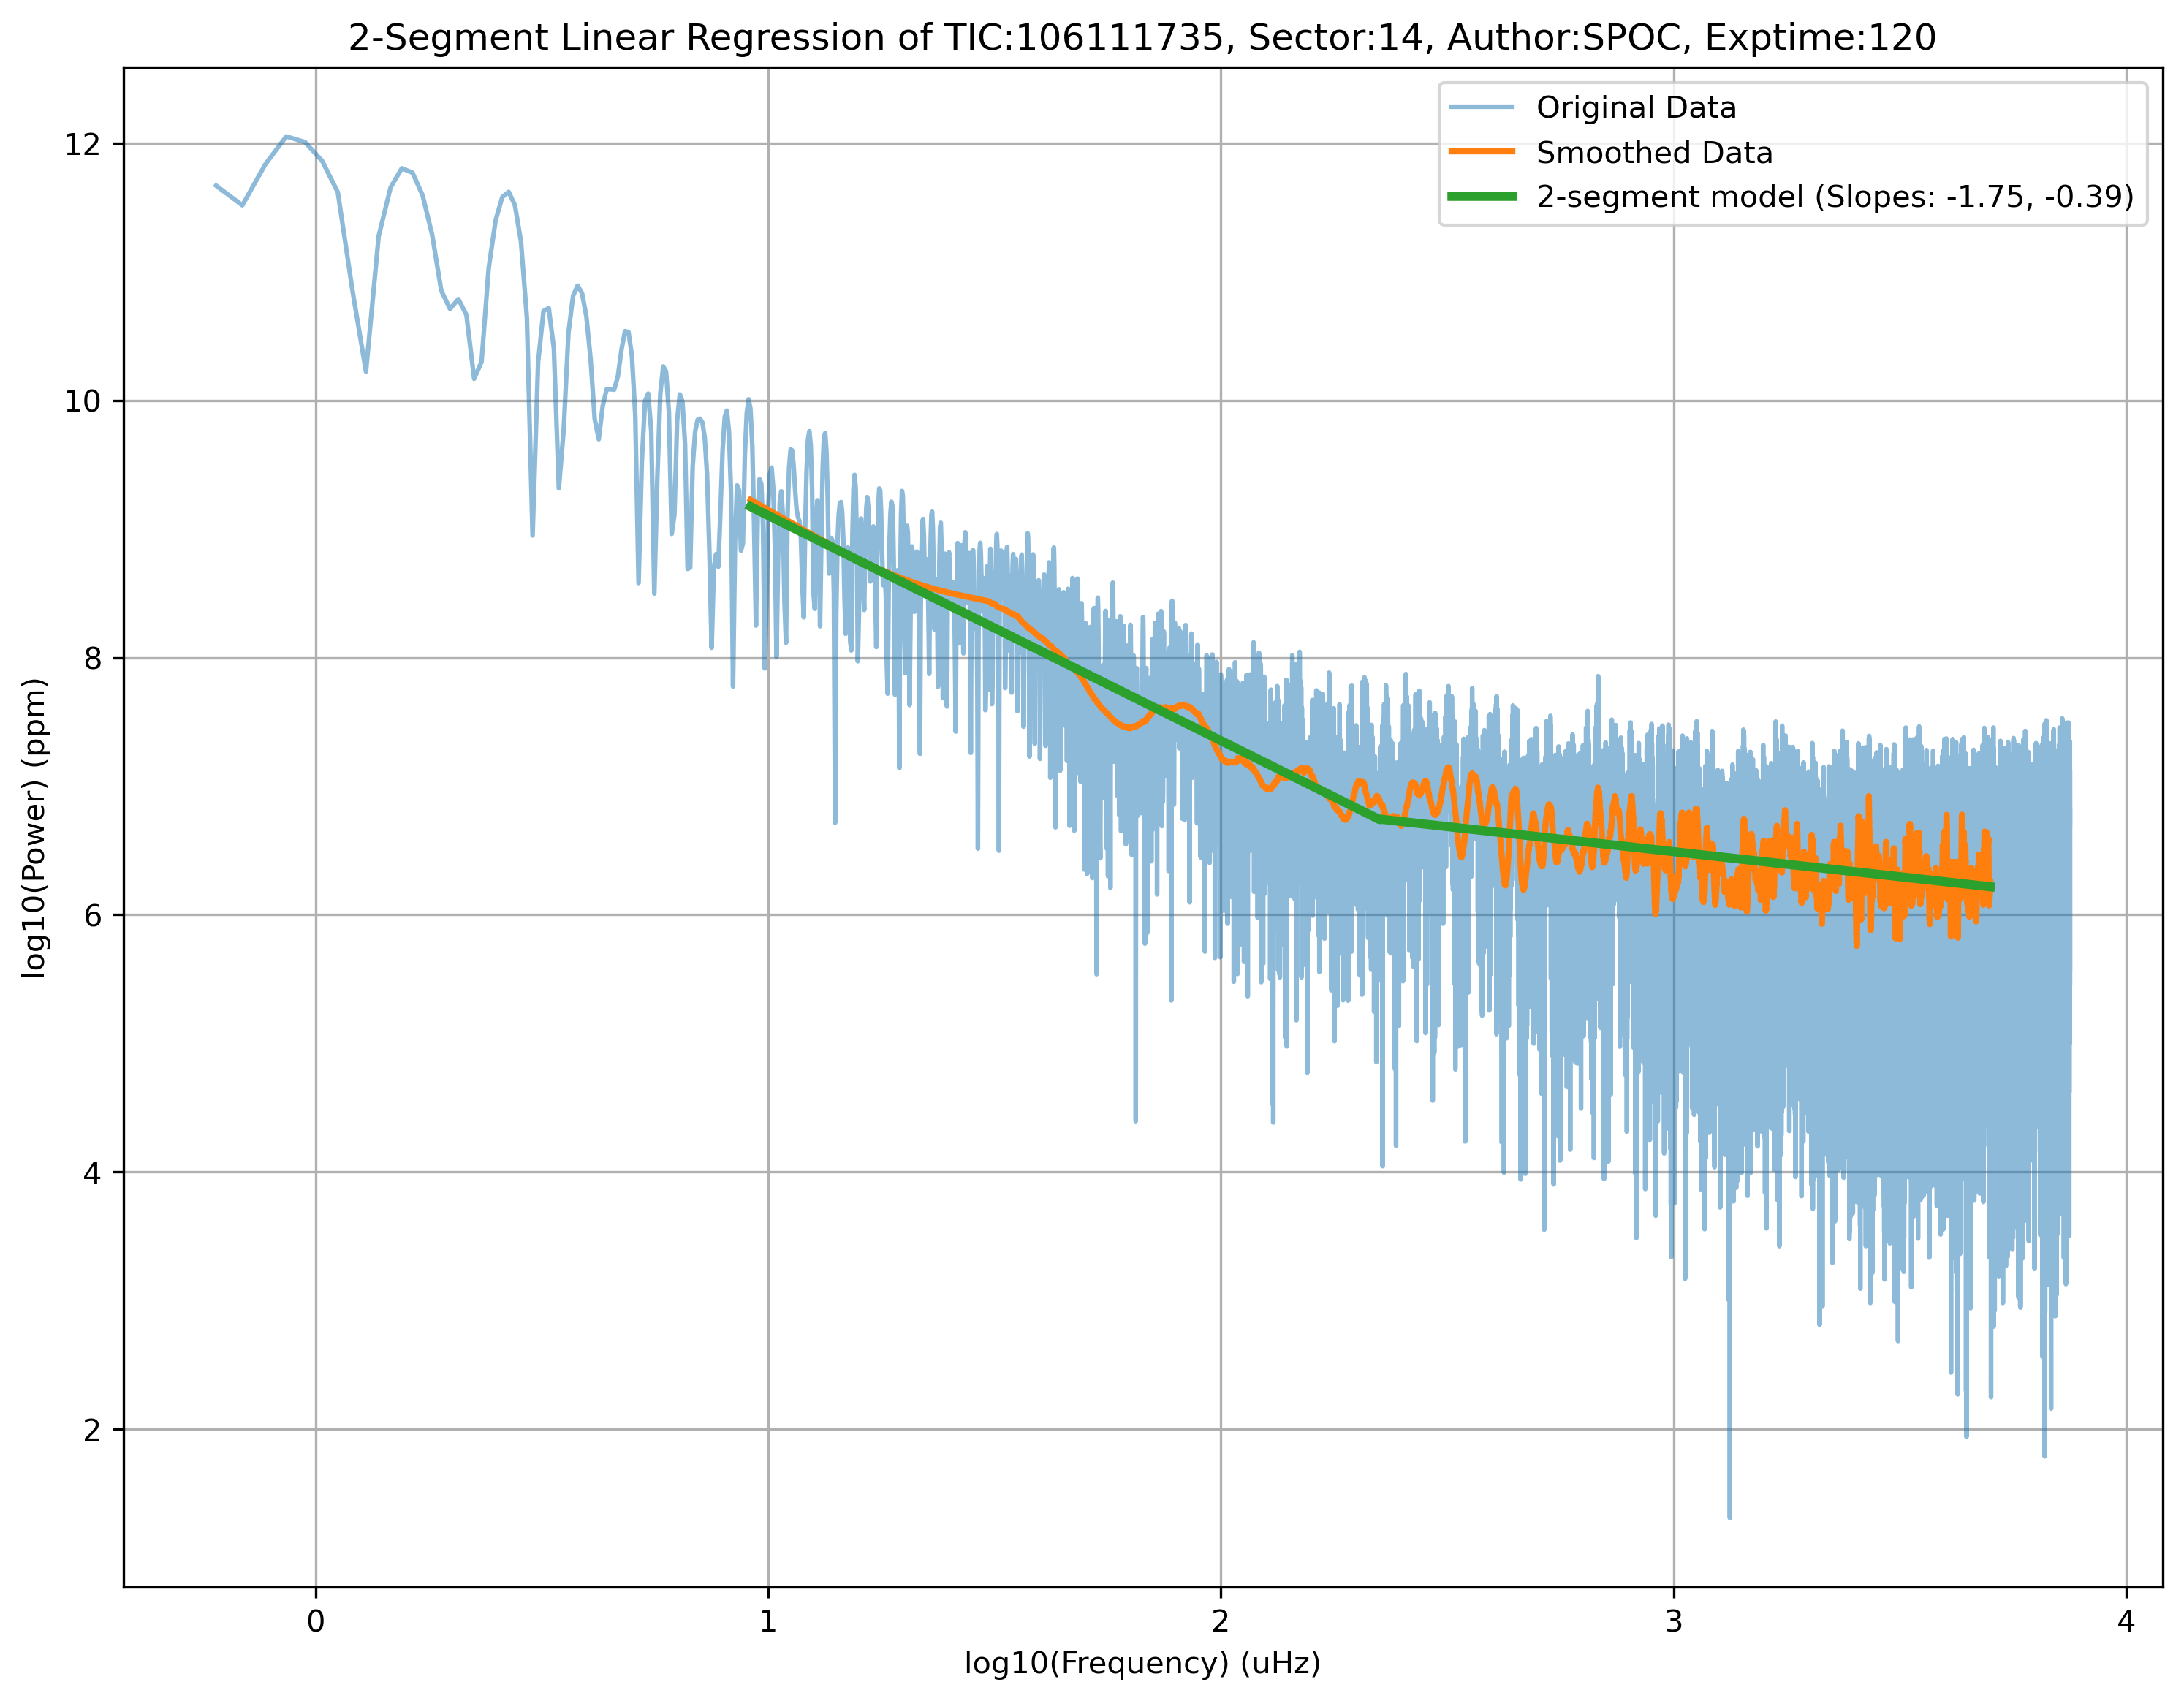 2-Segment Linear Regression of TIC:106111735, Sector:14, Author:SPOC, Exptime:120
Original Data
Smoothed Data
2-segment model (Slopes: -1.75, -0.39)
12
10
8
6
4
2
log10(Power) (ppm)
0 1 2 3 4
log10(Frequency) (uHz)